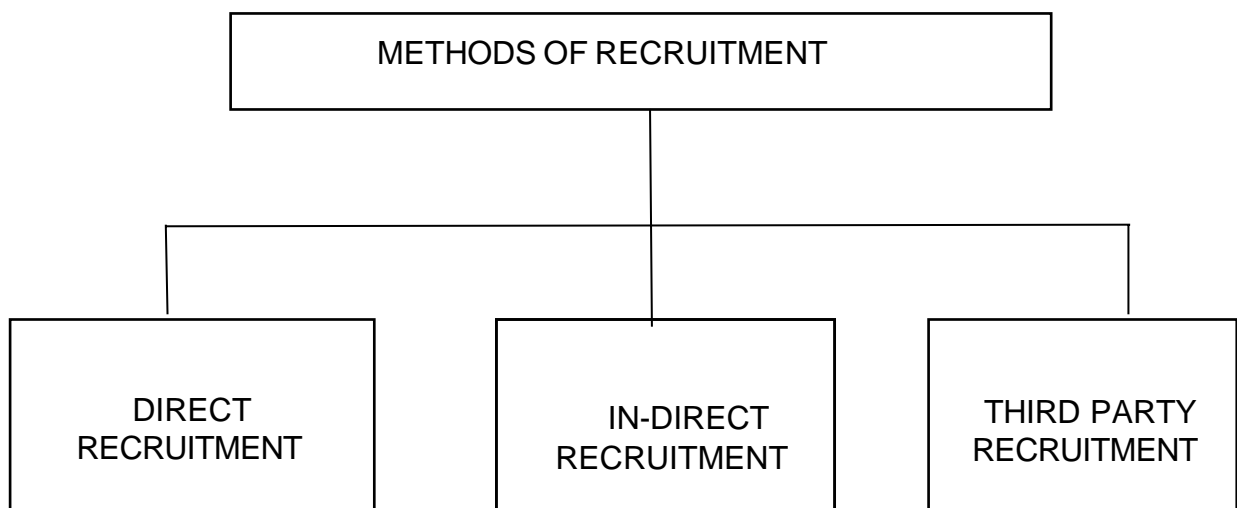 METHODS OF RECRUITMENT
DIRECT
RECRUITMENT
IN-DIRECT
RECRUITMENT
THIRD PARTY
RECRUITMENT